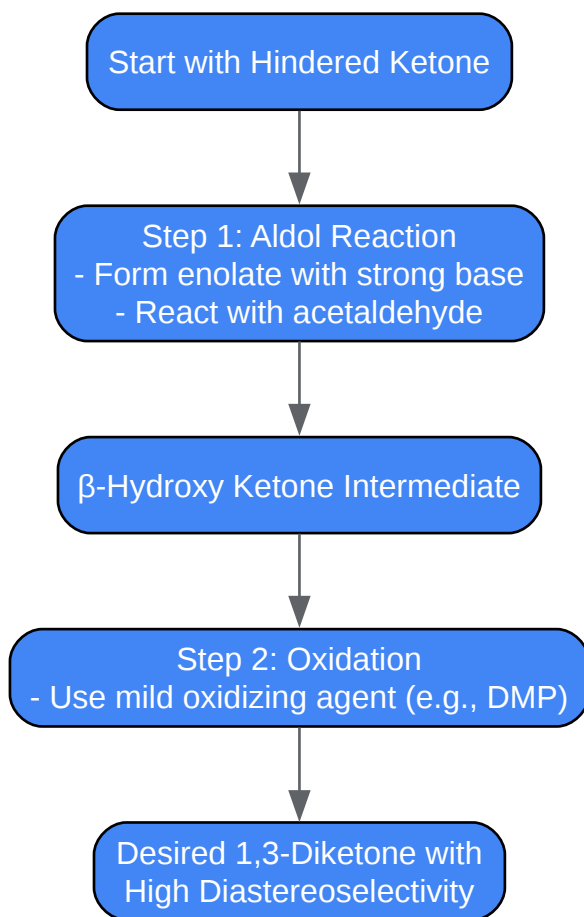 Start with Hindered Ketone
Step 1: Aldol Reaction
- Form enolate with strong base
- React with acetaldehyde
β-Hydroxy Ketone Intermediate
Step 2: Oxidation
- Use mild oxidizing agent (e.g., DMP)
Desired 1,3-Diketone with
High Diastereoselectivity